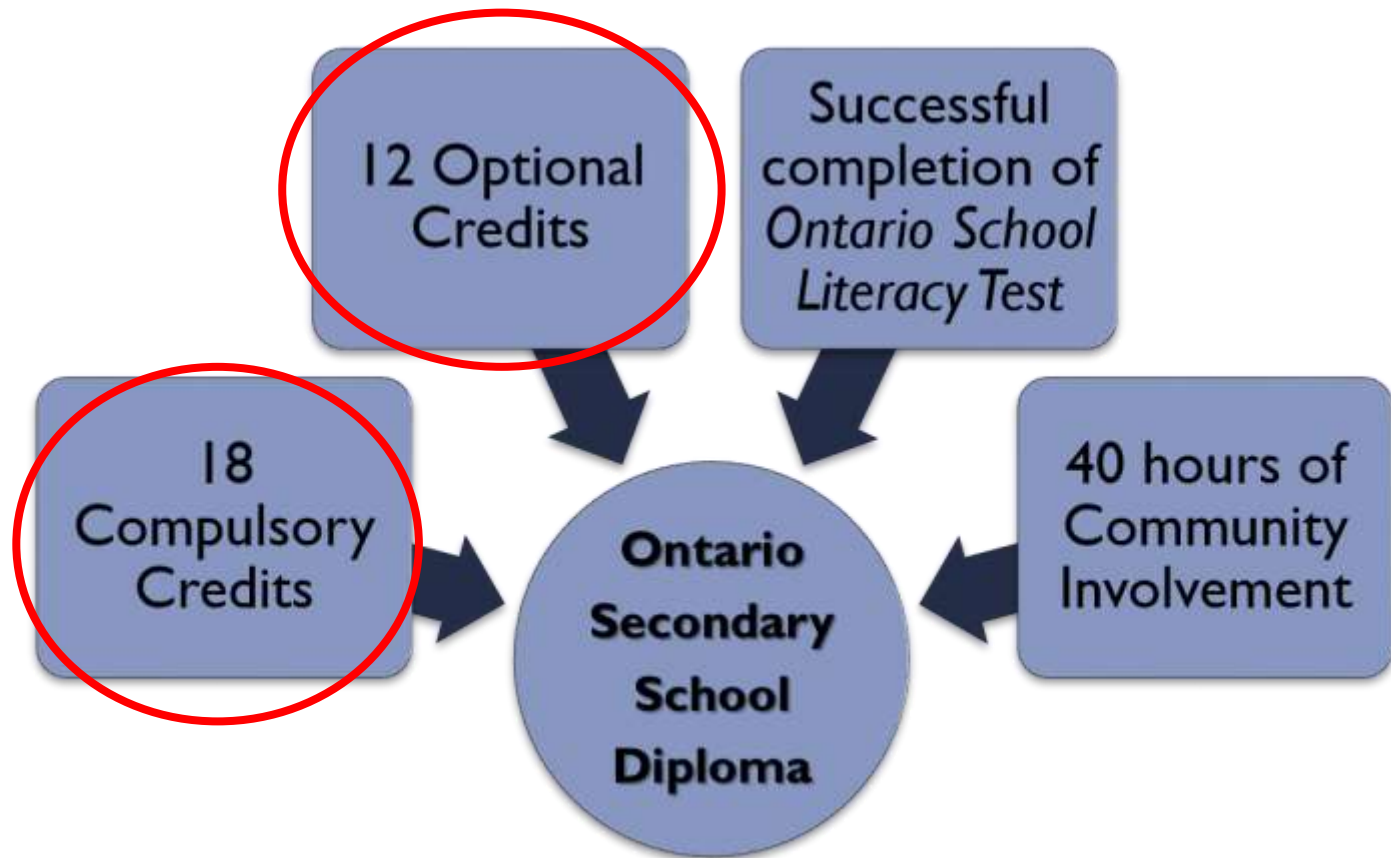 12 Optional
Credits
Successful
completion of
Ontario School
Literacy Test
18
Compulsory
Credits
40 hours of
Community
Involvement
Ontario
Secondary
School
Diploma